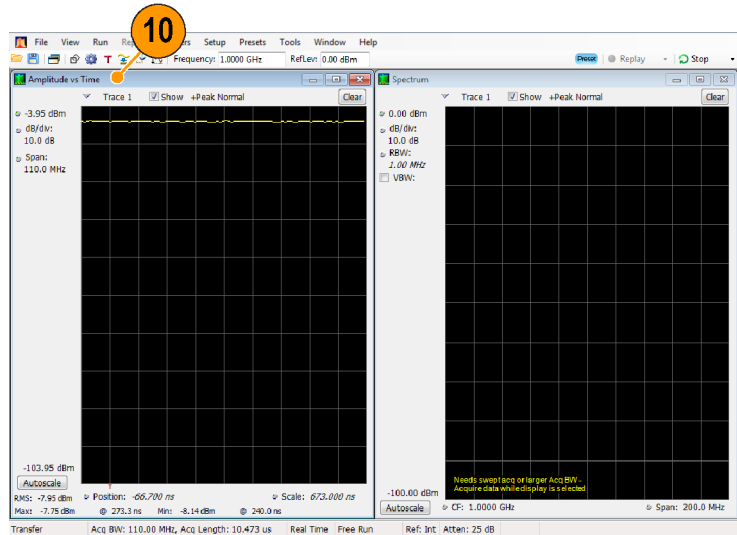 10
File View Run Setup Presets Tools Window Help
T Frequency: 1.0000 GHz RefLev: 0.00 dBm Preset Replay Stop
Amplitude vs Time
Trace 1 Show +Peak Normal Clear
-3.95 dBm
dB/div:
10.0 dB
Span:
110.0 MHz
-103.95 dBm
Autoscale
RMS: -7.95 dBm Position: -66.700 ns Scale: 673.000 ns
Max: -7.75 dBm @ 273.3 ns Min: -8.14 dBm @ 240.0 ns
Spectrum
Trace 1 Show +Peak Normal Clear
0.00 dBm
dB/div:
10.0 dB
RBW:
1.00 MHz
VBW:
Needs swept acq or larger Acq BW -
Acquire data while display is selected
-100.00 dBm
Autoscale CF: 1.0000 GHz Span: 200.0 MHz
Transfer Acq BW: 110.00 MHz, Acq Length: 10.473 us Real Time Free Run Ref: Int Atten: 25 dB